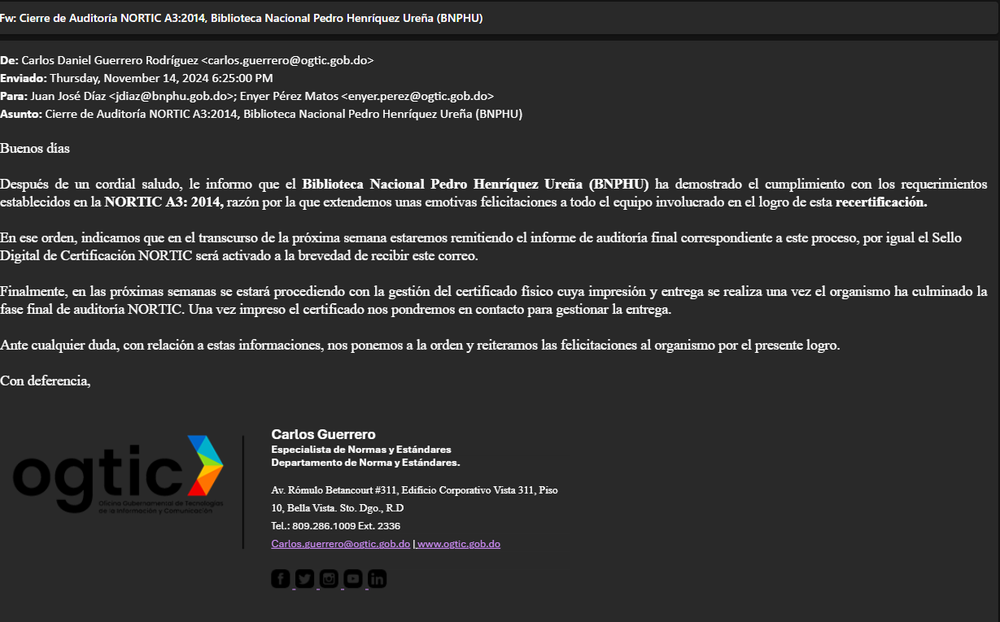 Fw: Cierre de Auditoría NORTIC A3:2014, Biblioteca Nacional Pedro Henríquez Ureña (BNPHU)
De: Carlos Daniel Guerrero Rodríguez <carlos.guerrero@ogtic.gob.do>
Enviado: Thursday, November 14, 2024 6:25:00 PM
Para: Juan José Díaz <jdiaz@bnphu.gob.do>; Enyer Pérez Matos <enyer.perez@ogtic.gob.do>
Asunto: Cierre de Auditoría NORTIC A3:2014, Biblioteca Nacional Pedro Henríquez Ureña (BNPHU)
Buenos días
Después de un cordial saludo, le informo que el Biblioteca Nacional Pedro Henríquez Ureña (BNPHU) ha demostrado el cumplimiento con los requerimientos
establecidos en la NORTIC A3: 2014, razón por la que extendemos unas emotivas felicitaciones a todo el equipo involucrado en el logro de esta recertificación.
En ese orden, indicamos que en el transcurso de la próxima semana estaremos remitiendo el informe de auditoría final correspondiente a este proceso, por igual el Sello
Digital de Certificación NORTIC será activado a la brevedad de recibir este correo.
Finalmente, en las próximas semanas se estará procediendo con la gestión del certificado físico cuya impresión y entrega se realiza una vez el organismo ha culminado la
fase final de auditoría NORTIC. Una vez impreso el certificado nos pondremos en contacto para gestionar la entrega.
Ante cualquier duda, con relación a estas informaciones, nos ponemos a la orden y reiteramos las felicitaciones al organismo por el presente logro.
Con deferencia,
ogtic
Oficina Gubernamental de Tecnologías
de la Información y Comunicación
Carlos Guerrero
Especialista de Normas y Estándares
Departamento de Norma y Estándares.
Av. Rómulo Betancourt #311, Edificio Corporativo Vista 311, Piso
10, Bella Vista. Sto. Dgo., R.D
Tel.: 809.286.1009 Ext. 2336
Carlos.guerrero@ogtic.gob.do | www.ogtic.gob.do